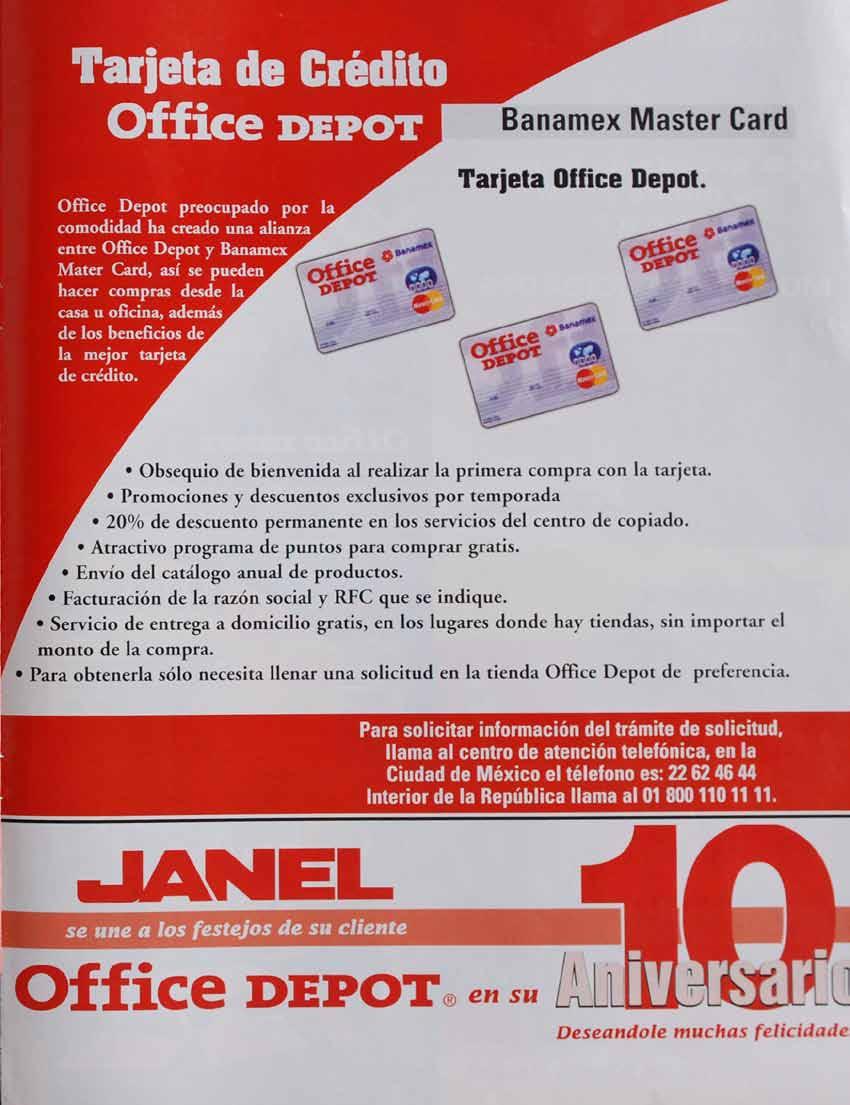 Tarjeta de Crédito
Office DEPOT
Banamex Master Card
Tarjeta Office Depot.
Office Depot preocupado por la
comodidad ha creado una alianza
entre Office Depot y Banamex
Mater Card, así se pueden
hacer compras desde la
casa u oficina, además
de los beneficios de
la mejor tarjeta
de crédito.
Office DEPOT Banamex
Office DEPOT Banamex
Office DEPOT Banamex
• Obsequio de bienvenida al realizar la primera compra con la tarjeta.
• Promociones y descuentos exclusivos por temporada
• 20% de descuento permanente en los servicios del centro de copiado.
• Atractivo programa de puntos para comprar gratis.
• Envío del catálogo anual de productos.
• Facturación de la razón social y RFC que se indique.
• Servicio de entrega a domicilio gratis, en los lugares donde hay tiendas, sin importar el
monto de la compra.
• Para obtenerla sólo necesita llenar una solicitud en la tienda Office Depot de preferencia.
Para solicitar información del trámite de solicitud,
llama al centro de atención telefónica, en la
Ciudad de México el télefono es: 22 62 46 44
Interior de la República llama al 01 800 110 11 11.
JANEL
se une a los festejos de su cliente
Office DEPOT® en su
10
Aniversario
Deseandole muchas felicidade